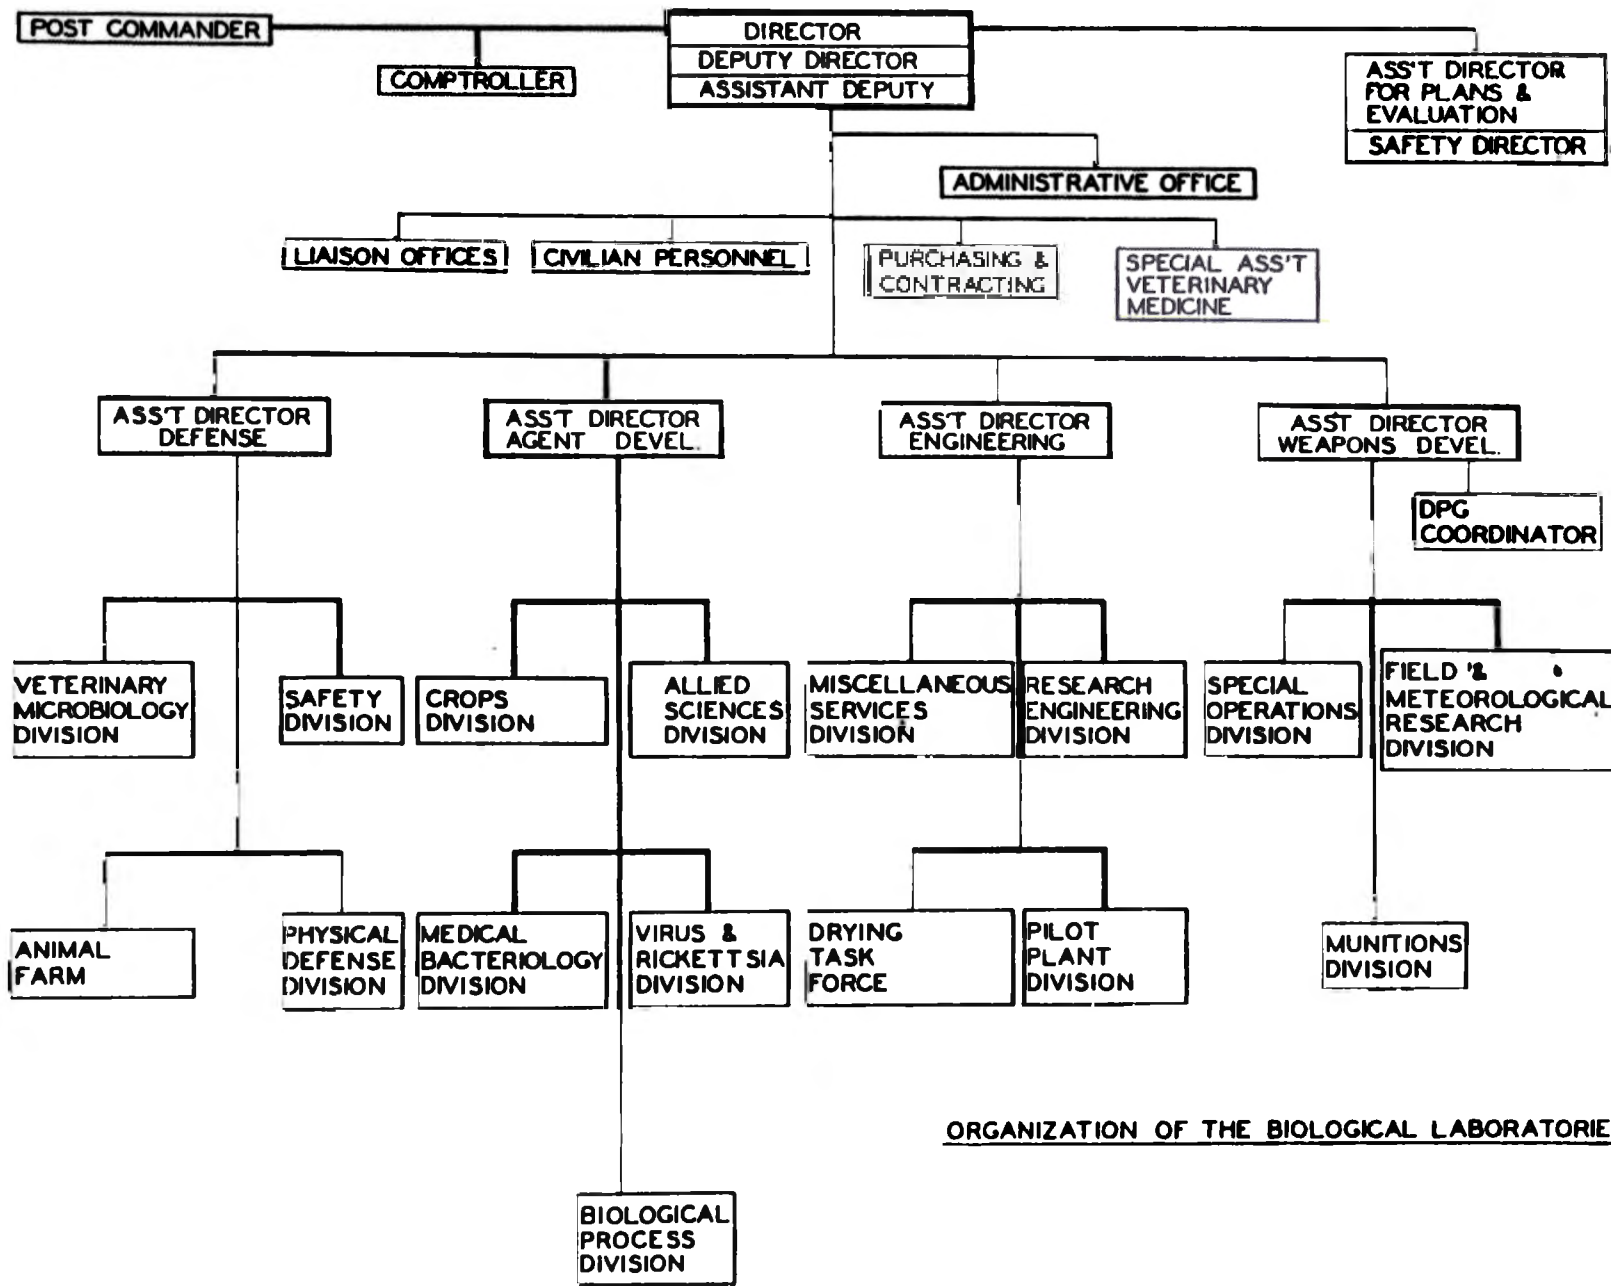 POST COMMANDER
DIRECTOR
DEPUTY DIRECTOR
ASSISTANT DEPUTY
COMPTROLLER
ASS'T DIRECTOR
FOR PLANS &
EVALUATION
SAFETY DIRECTOR
ADMINISTRATIVE OFFICE
LIAISON OFFICES
CIVILIAN PERSONNEL
PURCHASING &
CONTRACTING
SPECIAL ASS'T
VETERINARY
MEDICINE
ASS'T DIRECTOR
DEFENSE
ASS'T DIRECTOR
AGENT DEVEL.
ASS'T DIRECTOR
ENGINEERING
ASS'T DIRECTOR
WEAPONS DEVEL.
DPG
COORDINATOR
VETERINARY
MICROBIOLOGY
DIVISION
SAFETY
DIVISION
CROPS
DIVISION
ALLIED
SCIENCES
DIVISION
MISCELLANEOUS
SERVICES
DIVISION
RESEARCH
ENGINEERING
DIVISION
SPECIAL
OPERATIONS
DIVISION
FIELD &
METEOROLOGICAL
RESEARCH
DIVISION
ANIMAL
FARM
PHYSICAL
DEFENSE
DIVISION
MEDICAL
BACTERIOLOGY
DIVISION
VIRUS &
RICKETTSIA
DIVISION
DRYING
TASK
FORCE
PILOT
PLANT
DIVISION
MUNITIONS
DIVISION
ORGANIZATION OF THE BIOLOGICAL LABORATORIE
BIOLOGICAL
PROCESS
DIVISION